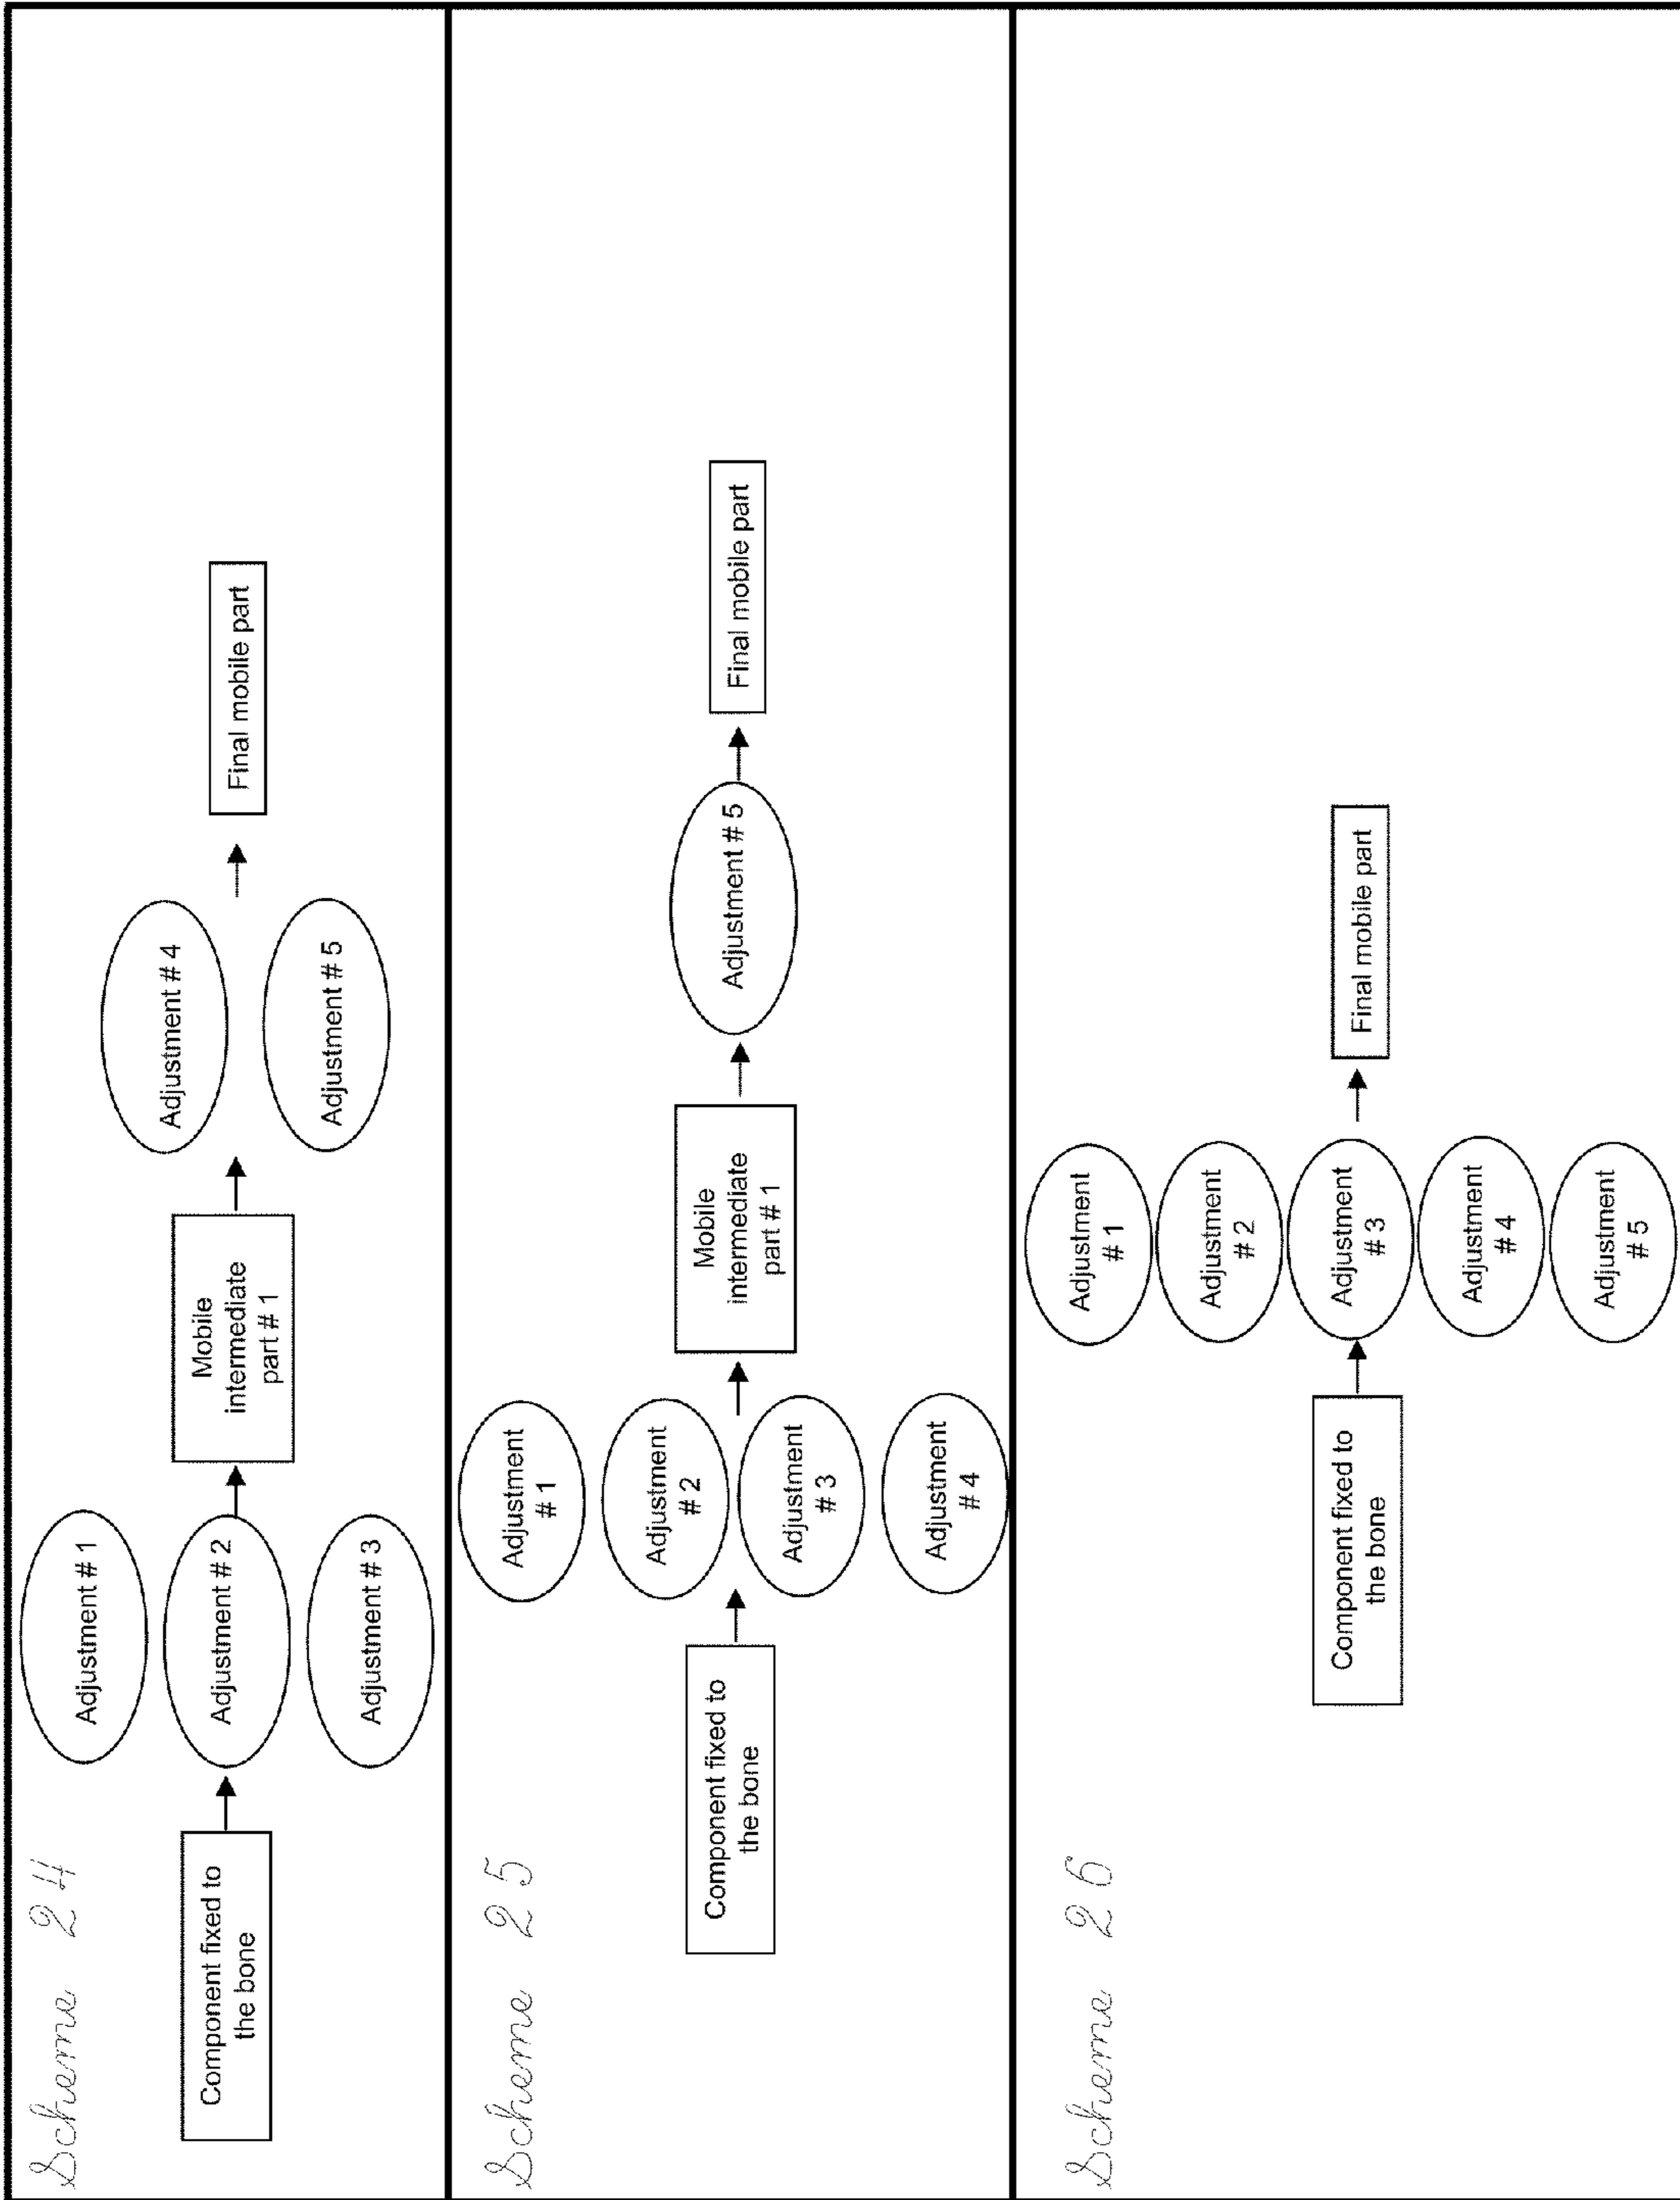 Scheme 24
Component fixed to
the bone
Adjustment # 1
Adjustment # 2
Adjustment # 3
Mobile
intermediate
part # 1
Adjustment # 4
Adjustment # 5
Final mobile part
Scheme 25
Component fixed to
the bone
Adjustment
# 1
Adjustment
# 2
Adjustment
# 3
Adjustment
# 4
Mobile
intermediate
part # 1
Adjustment # 5
Final mobile part
Scheme 26
Component fixed to
the bone
Adjustment
# 1
Adjustment
# 2
Adjustment
# 3
Adjustment
# 4
Adjustment
# 5
Final mobile part